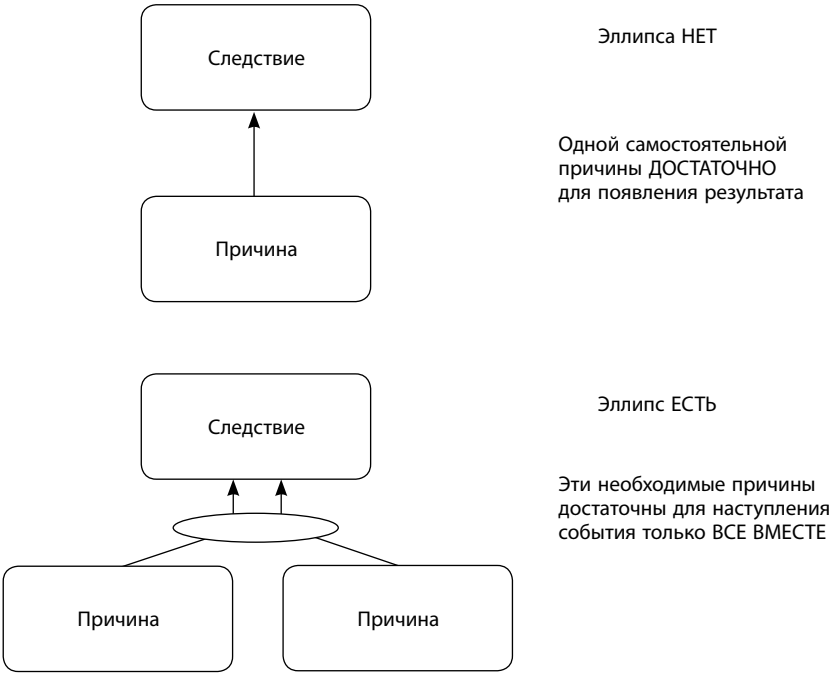 Следствие
Эллипса НЕТ
Одной самостоятельной
причины ДОСТАТОЧНО
для появления результата
Причина
Следствие
Эллипс ЕСТЬ
Эти необходимые причины
достаточны для наступления
события только ВСЕ ВМЕСТЕ
Причина
Причина